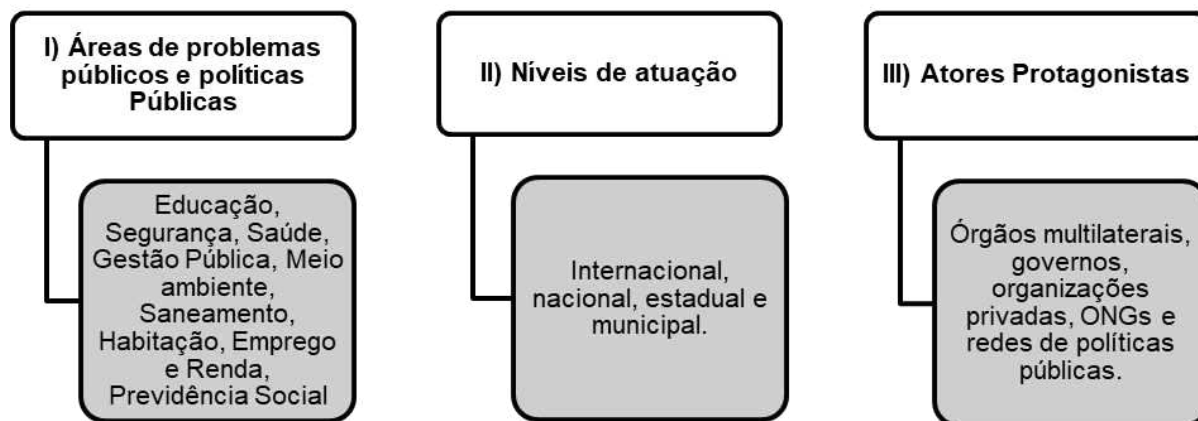 I) Áreas de problemas
públicos e políticas
Públicas
Educação,
Segurança, Saúde,
Gestão Pública, Meio
ambiente,
Saneamento,
Habitação, Emprego
e Renda,
Previdência Social
II) Níveis de atuação
Internacional,
nacional, estadual e
municipal.
III) Atores Protagonistas
Órgãos multilaterais,
governos,
organizações
privadas, ONGs e
redes de políticas
públicas.